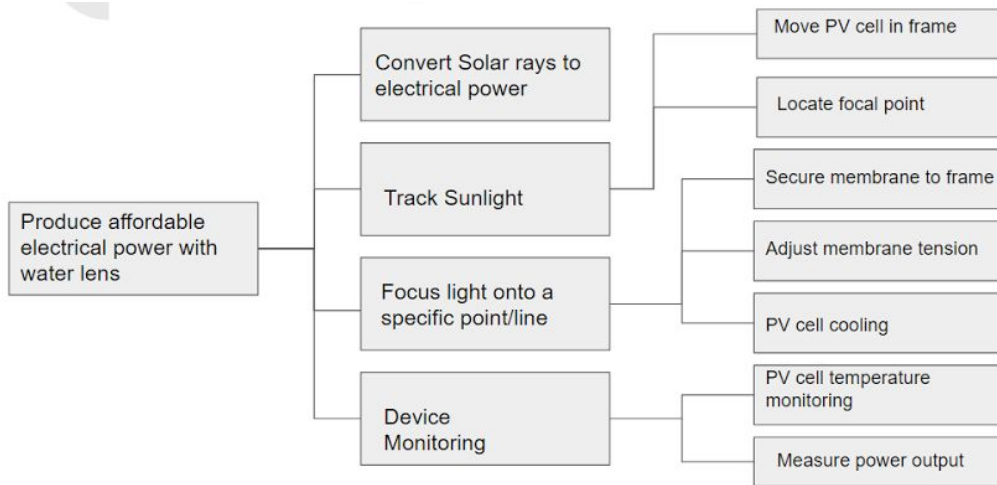 Produce affordable
electrical power with
water lens
Convert Solar rays to
electrical power
Track Sunlight
Focus light onto a
specific point/line
Device
Monitoring
Move PV cell in frame
Locate focal point
Secure membrane to frame
Adjust membrane tension
PV cell cooling
PV cell temperature
monitoring
Measure power output